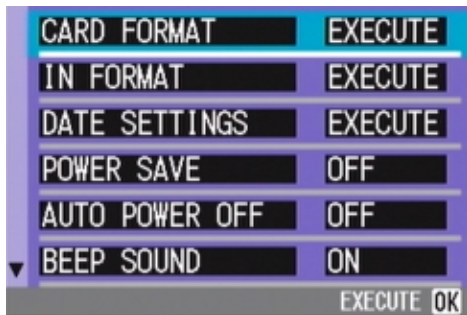 CARD FORMAT EXECUTE
IN FORMAT EXECUTE
DATE SETTINGS EXECUTE
POWER SAVE OFF
AUTO POWER OFF OFF
BEEP SOUND ON
EXECUTE OK